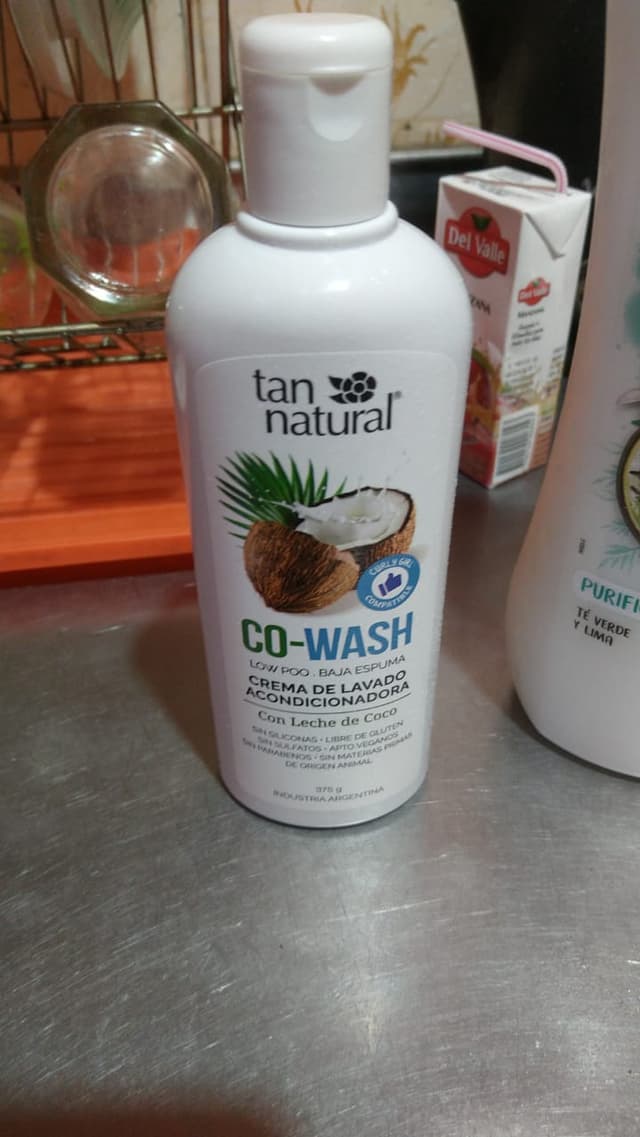 tan
natural®
CURLY GIRL
COMPATIBLE
CO-WASH
LOW POO . BAJA ESPUMA
CREMA DE LAVADO
ACONDICIONADORA
Con Leche de Coco
SIN SILICONAS • LIBRE DE GLUTEN
SIN SULFATOS • APTO VEGANOS
SIN PARABENOS • SIN MATERIAS PRIMAS
DE ORIGEN ANIMAL
375 g
INDUSTRIA ARGENTINA
Del Valle
Del Valle
PURIFI
TÉ VERDE
Y LIMA